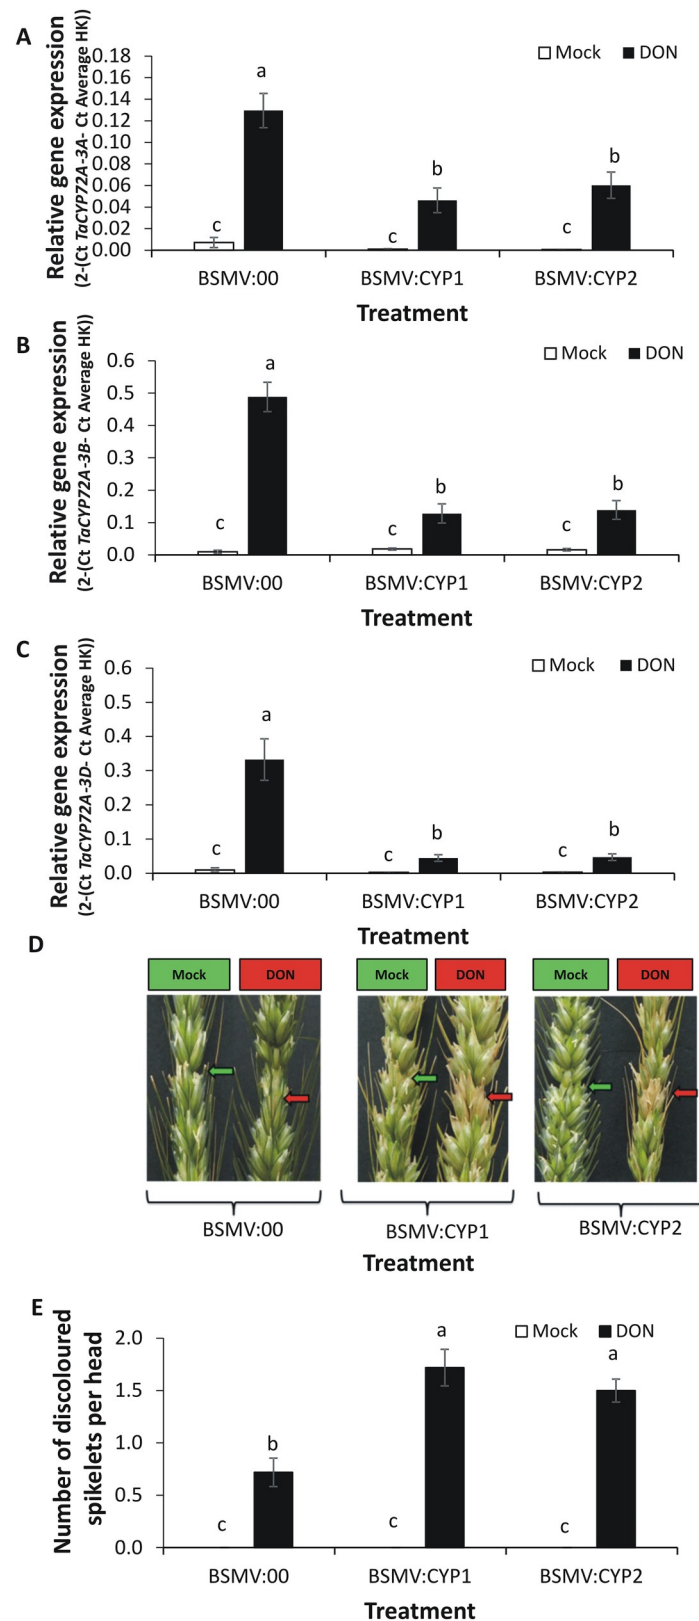 A
Relative gene expression
(2-(Ct TaCYP72A-3A- Ct Average HK))
0.18
0.16
0.14
0.12
0.10
0.08
0.06
0.04
0.02
0.00
Mock DON
c a c b c b
BSMV:00 BSMV:CYP1 BSMV:CYP2
Treatment
B
Relative gene expression
(2-(Ct TaCYP72A-3B- Ct Average HK))
0.6
0.5
0.4
0.3
0.2
0.1
0.0
Mock DON
c a c b c b
BSMV:00 BSMV:CYP1 BSMV:CYP2
Treatment
C
Relative gene expression
(2-(Ct TaCYP72A-3D- Ct Average HK))
0.6
0.5
0.4
0.3
0.2
0.1
0.0
Mock DON
c a c b c b
BSMV:00 BSMV:CYP1 BSMV:CYP2
Treatment
D
Mock DON Mock DON Mock DON
BSMV:00 BSMV:CYP1 BSMV:CYP2
Treatment
E
Number of discoloured
spikelets per head
2.0
1.5
1.0
0.5
0.0
Mock DON
c b c a c a
BSMV:00 BSMV:CYP1 BSMV:CYP2
Treatment